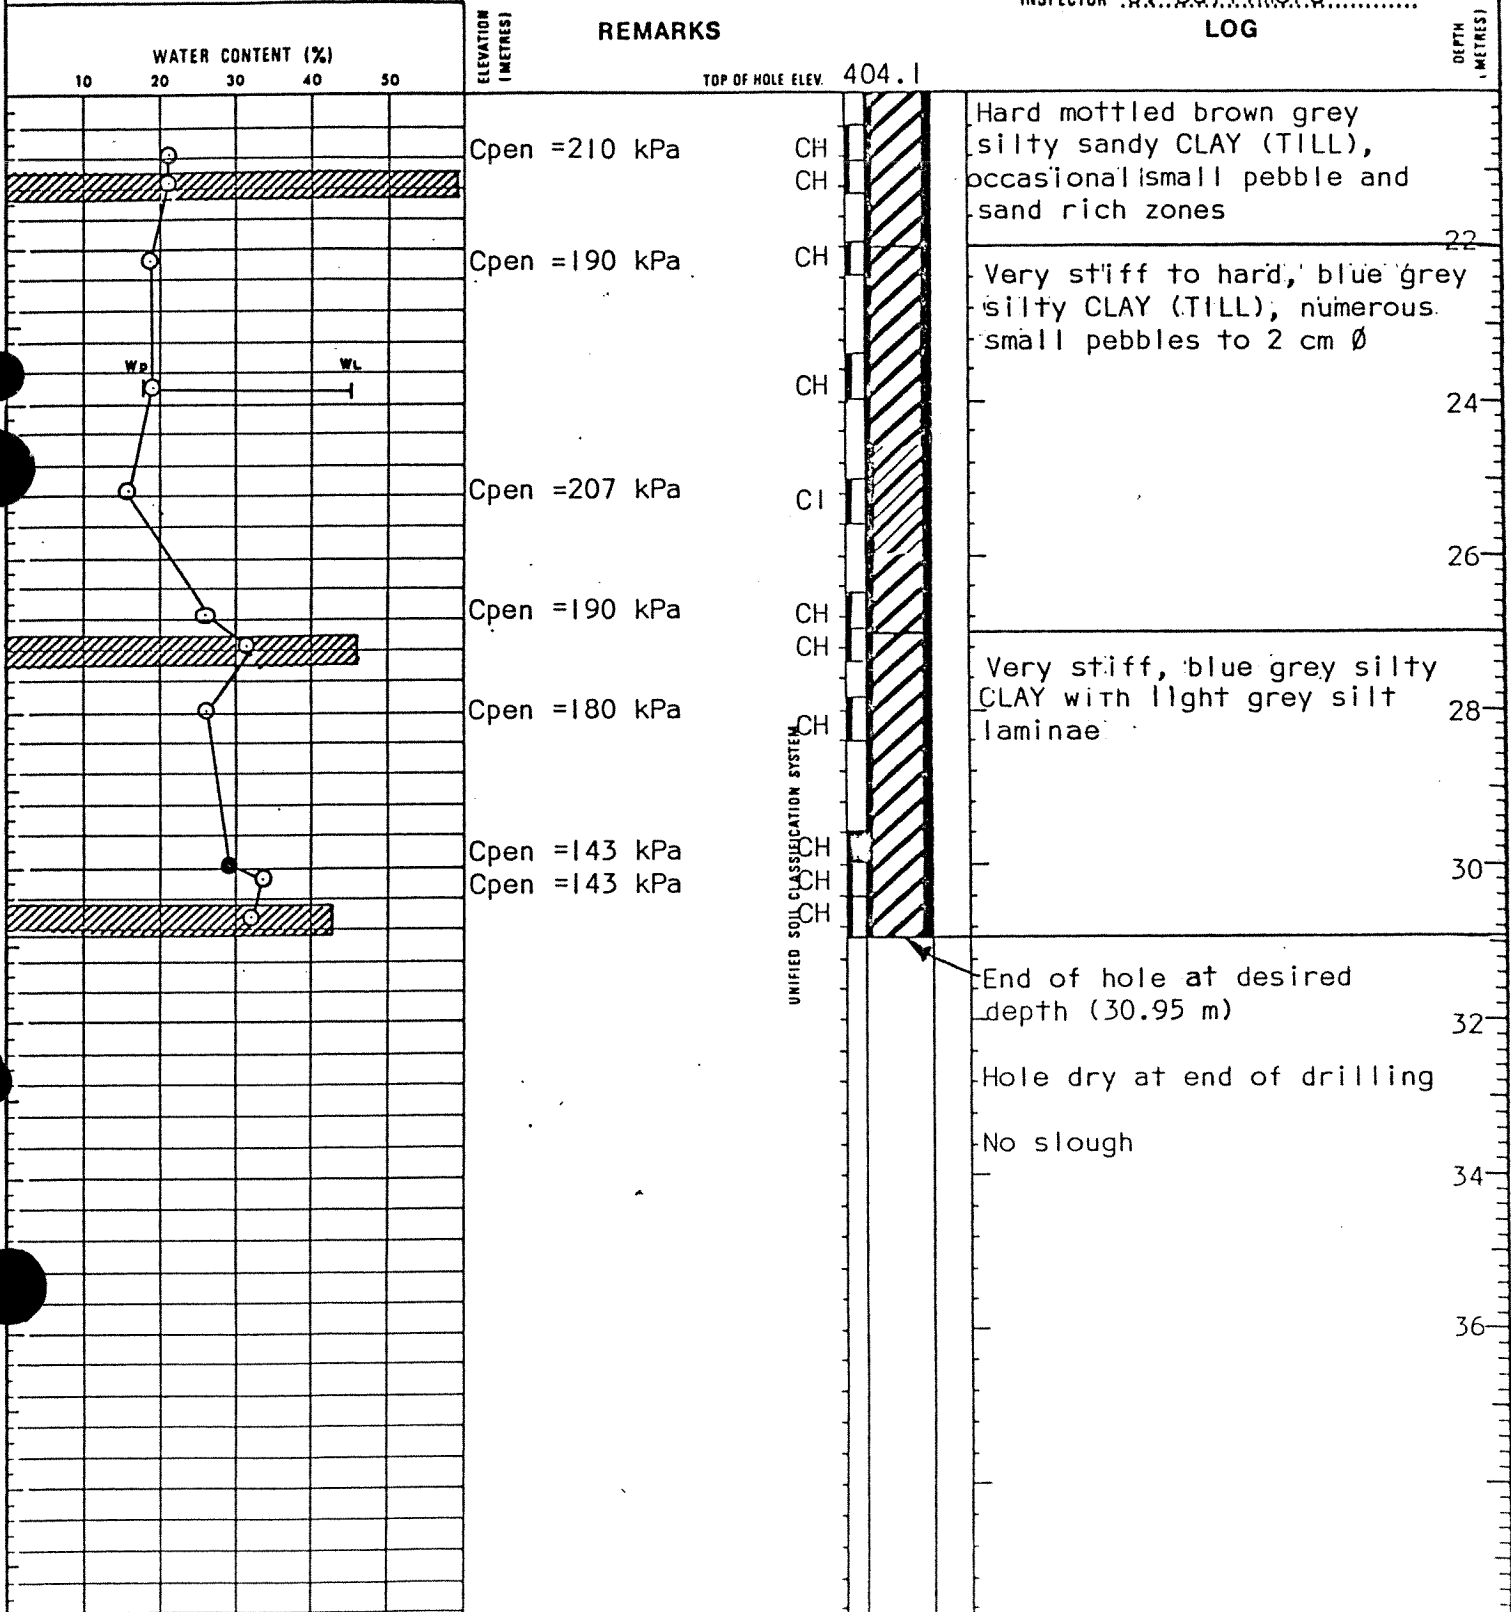 INSPECTOR
WATER CONTENT (%)
10 20 30 40 50
ELEVATION
(METRES)
REMARKS
TOP OF HOLE ELEV. 404.1
LOG
DEPTH
(METRES)
Hard mottled brown grey
silty sandy CLAY (TILL),
occasional small pebble and
sand rich zones
Cpen =210 kPa CH
CH
22
Cpen =190 kPa CH
Very stiff to hard, blue grey
silty CLAY (TILL), numerous
small pebbles to 2 cm Ø
Wp WL
CH
24
Cpen =207 kPa CI
26
Cpen =190 kPa CH
CH
Very stiff, blue grey silty
CLAY with light grey silt
laminae
Cpen =180 kPa CH
28
UNIFIED SOIL CLASSIFICATION SYSTEM
Cpen =143 kPa CH
Cpen =143 kPa CH
30
CH
End of hole at desired
depth (30.95 m)
32
Hole dry at end of drilling
No slough
34
36